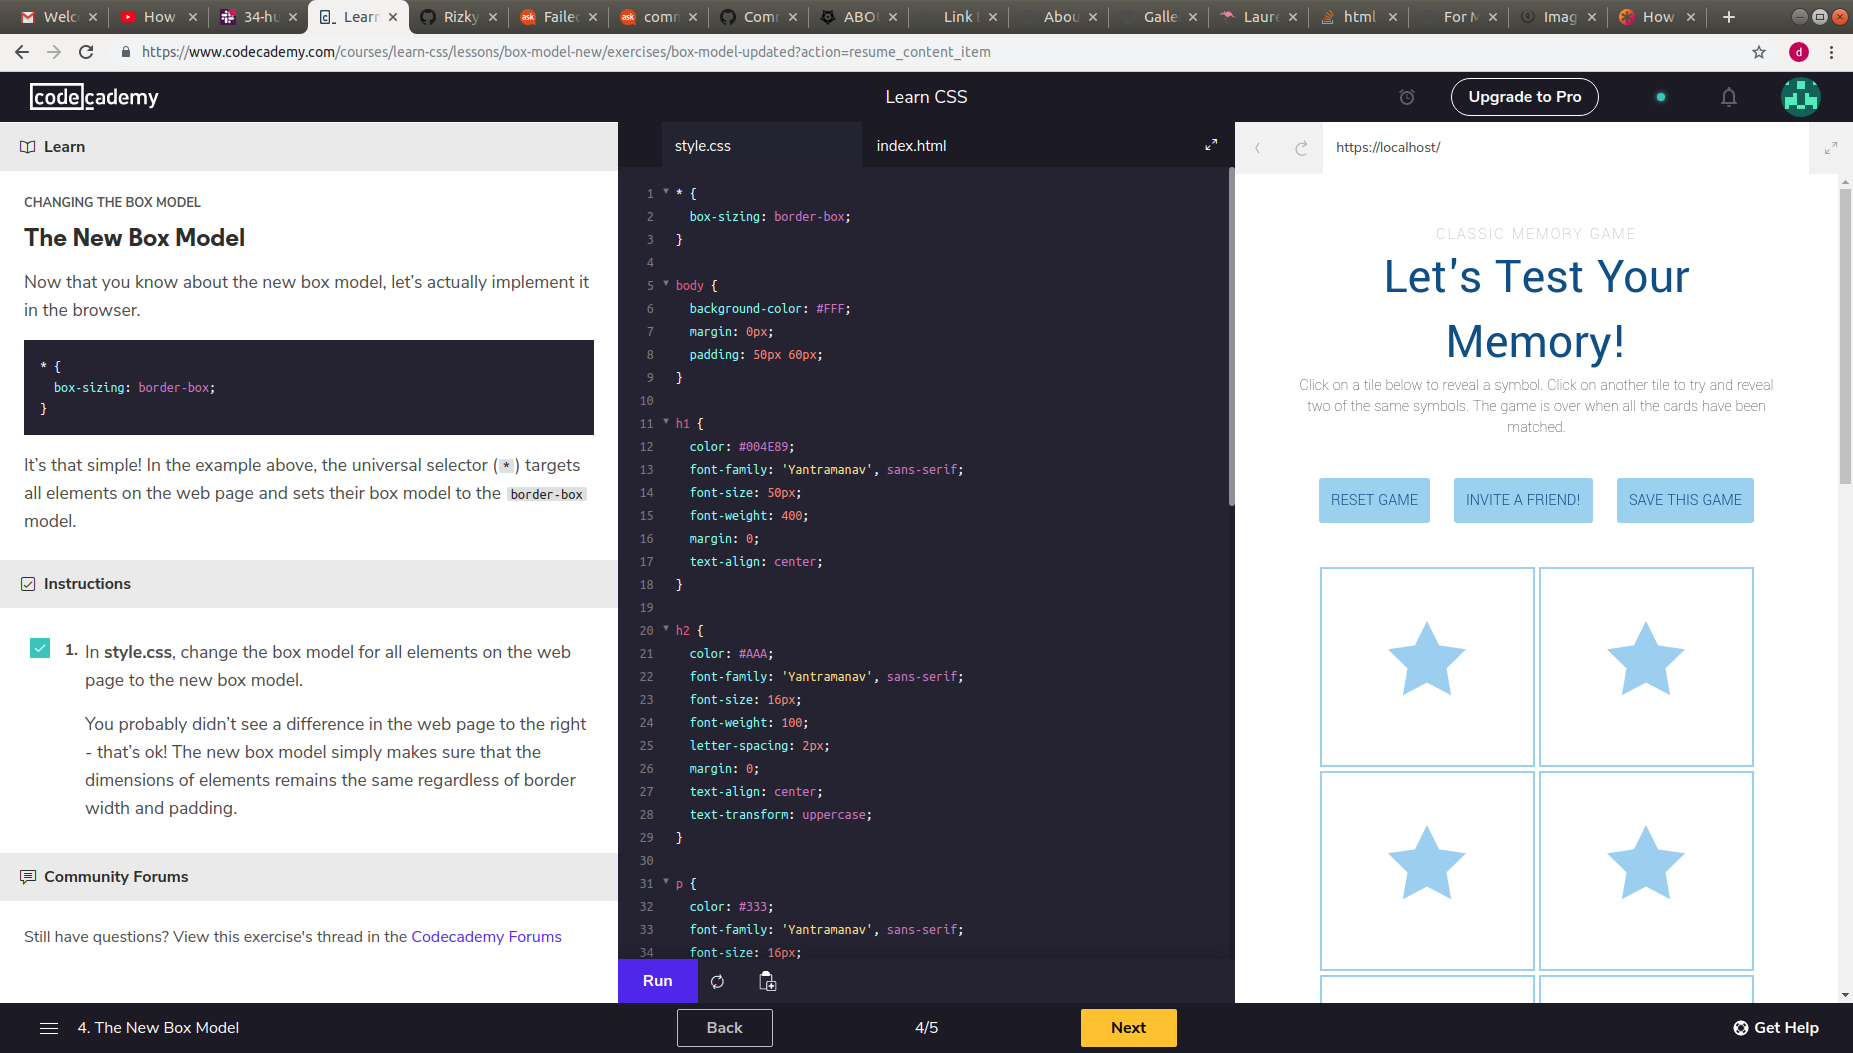 Welc
How
34-hu
Learn
Rizky
Failed
comm
Comm
ABOU
Link
Abou
Galle
Laure
html
For M
Imag
How
https://www.codecademy.com/courses/learn-css/lessons/box-model-new/exercises/box-model-updated?action=resume_content_item
d
codecademy
Learn CSS
Upgrade to Pro
Learn
CHANGING THE BOX MODEL
The New Box Model
Now that you know about the new box model, let's actually implement it
in the browser.
* {
box-sizing: border-box;
}
It's that simple! In the example above, the universal selector ( * ) targets
all elements on the web page and sets their box model to the border-box
model.
Instructions
1. In style.css, change the box model for all elements on the web
page to the new box model.
You probably didn't see a difference in the web page to the right
- that's ok! The new box model simply makes sure that the
dimensions of elements remains the same regardless of border
width and padding.
Community Forums
Still have questions? View this exercise's thread in the Codecademy Forums
style.css
index.html
1 * {
2 box-sizing: border-box;
3 }
4
5 body {
6 background-color: #FFF;
7 margin: 0px;
8 padding: 50px 60px;
9 }
10
11 h1 {
12 color: #004E89;
13 font-family: 'Yantramanav', sans-serif;
14 font-size: 50px;
15 font-weight: 400;
16 margin: 0;
17 text-align: center;
18 }
19
20 h2 {
21 color: #AAA;
22 font-family: 'Yantramanav', sans-serif;
23 font-size: 16px;
24 font-weight: 100;
25 letter-spacing: 2px;
26 margin: 0;
27 text-align: center;
28 text-transform: uppercase;
29 }
30
31 p {
32 color: #333;
33 font-family: 'Yantramanav', sans-serif;
34 font-size: 16px;
Run
https://localhost/
CLASSIC MEMORY GAME
Let's Test Your
Memory!
Click on a tile below to reveal a symbol. Click on another tile to try and reveal
two of the same symbols. The game is over when all the cards have been
matched.
RESET GAME
INVITE A FRIEND!
SAVE THIS GAME
4. The New Box Model
Back
4/5
Next
Get Help